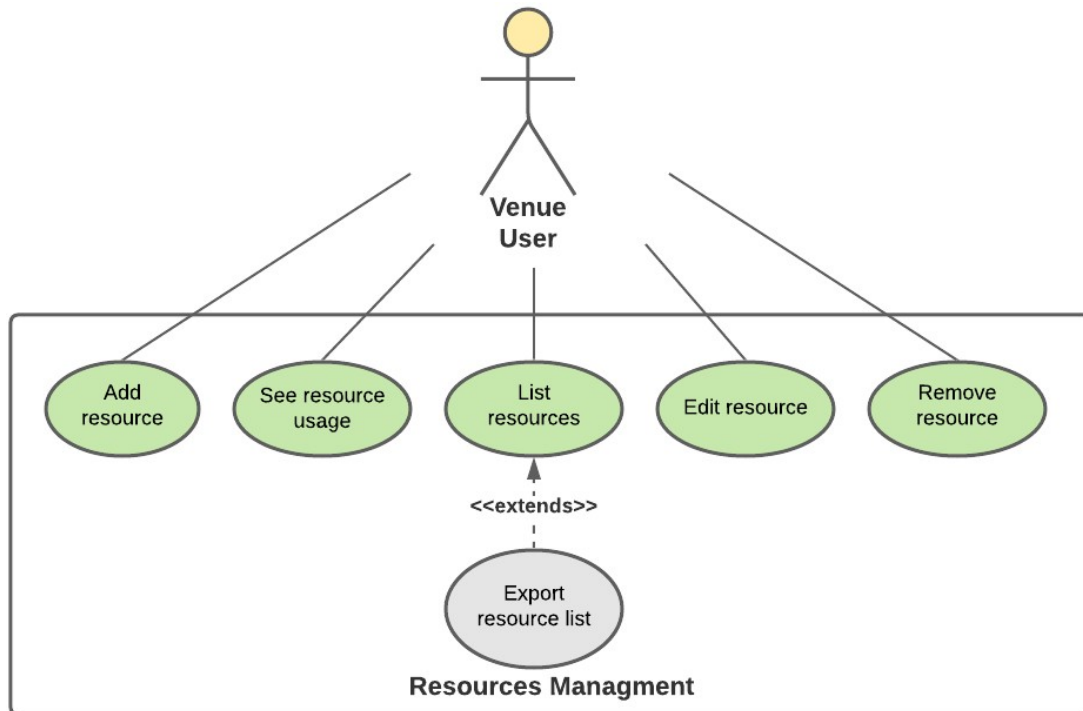 Venue
User
Add
resource
See resource
usage
List
resources
Edit resource
Remove
resource
<<extends>>
Export
resource list
Resources Managment